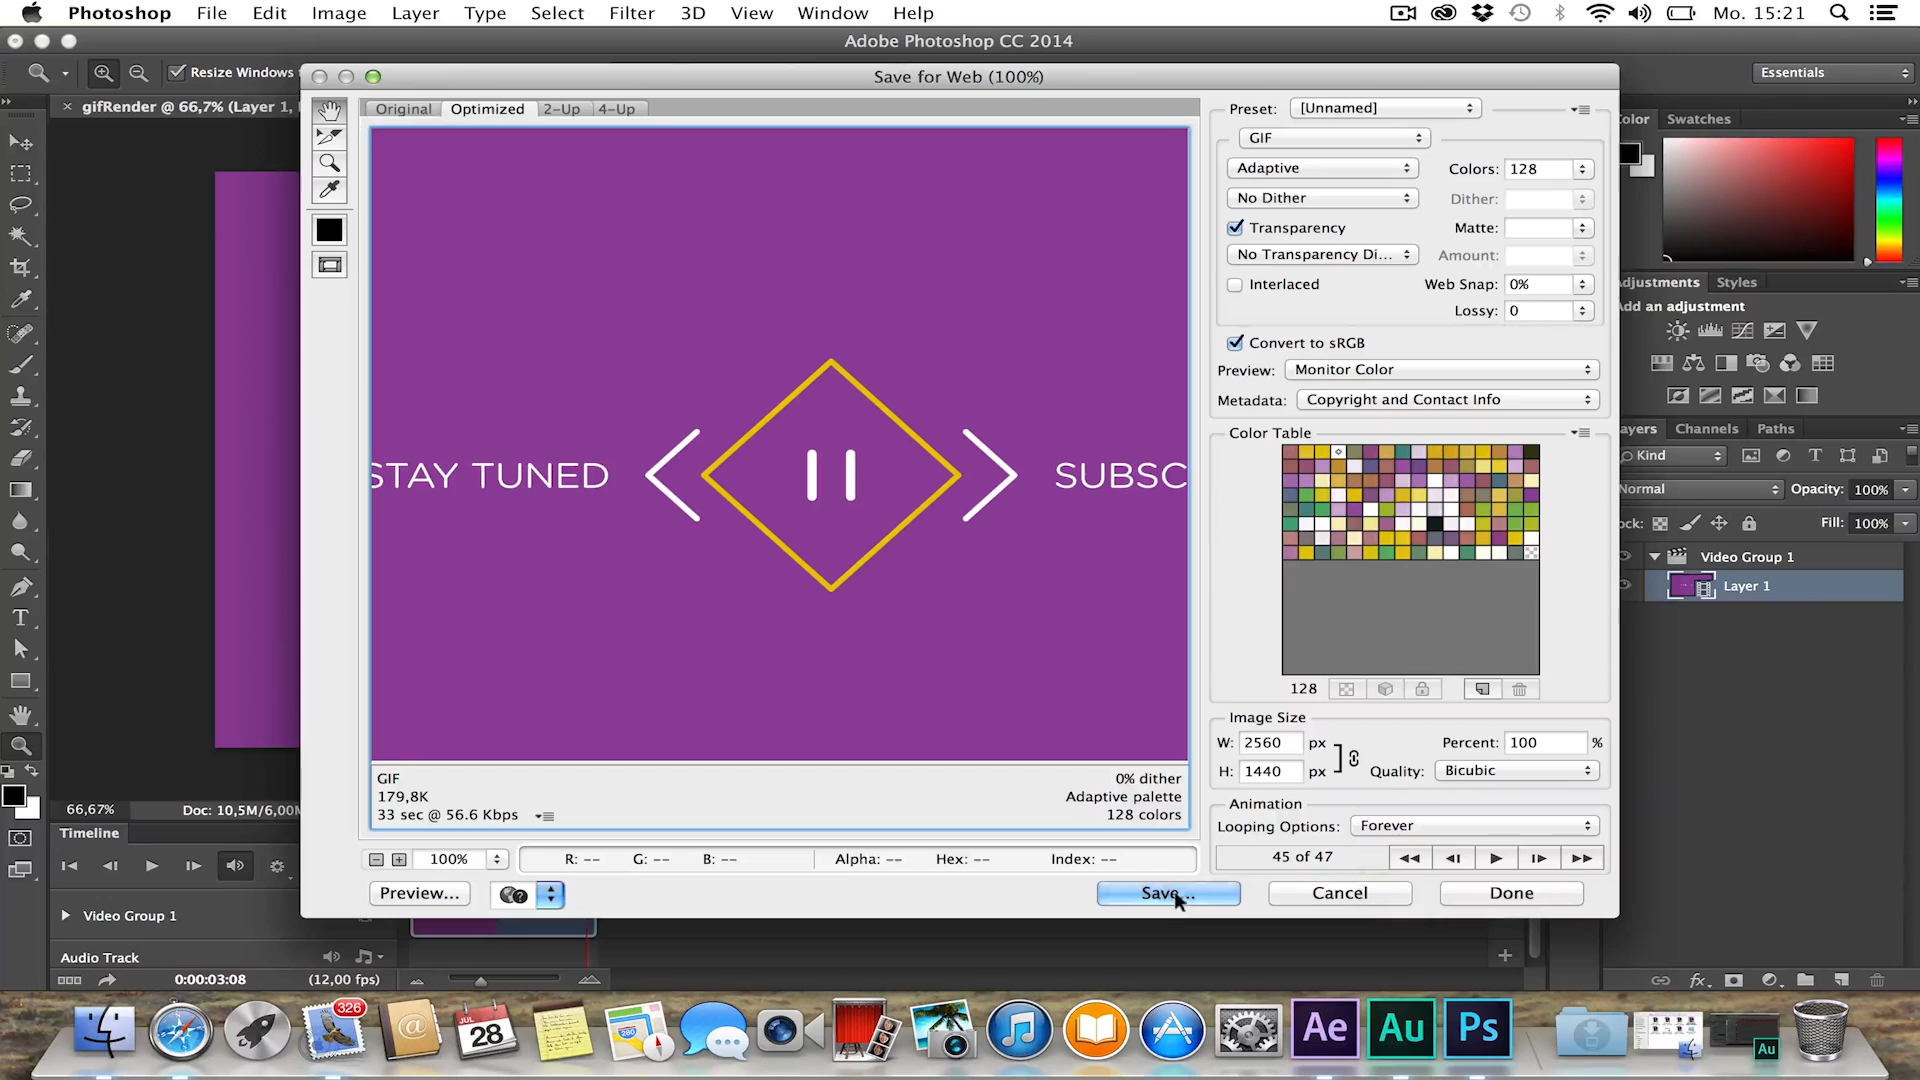 Photoshop File Edit Image Layer Type Select Filter 3D View Window Help
Mo. 15:21
Adobe Photoshop CC 2014
Resize Windows t
Essentials
gifRender @ 66,7% (Layer 1,
Save for Web (100%)
Original Optimized 2-Up 4-Up
Preset: [Unnamed]
GIF
Adaptive
Colors: 128
No Dither
Dither:
Transparency
Matte:
No Transparency Di...
Amount:
Interlaced
Web Snap: 0%
Lossy: 0
Convert to sRGB
Preview: Monitor Color
Metadata: Copyright and Contact Info
Color Table
128
STAY TUNED
SUBSC
Image Size
W: 2560 px
Percent: 100 %
H: 1440 px
Quality: Bicubic
Animation
Looping Options: Forever
45 of 47
GIF
179,8K
33 sec @ 56.6 Kbps
0% dither
Adaptive palette
128 colors
100%
R: -- G: -- B: -- Alpha: -- Hex: -- Index: --
Preview...
Save...
Cancel
Done
olor Swatches
djustments Styles
Add an adjustment
ayers Channels Paths
Kind
Normal
Opacity: 100%
ock:
Fill: 100%
Video Group 1
Layer 1
66,67%
Doc: 10,5M/6,00M
Timeline
Video Group 1
Audio Track
0:00:03:08
(12,00 fps)
326
JUL
28
280
Ae
Au
Ps
Au